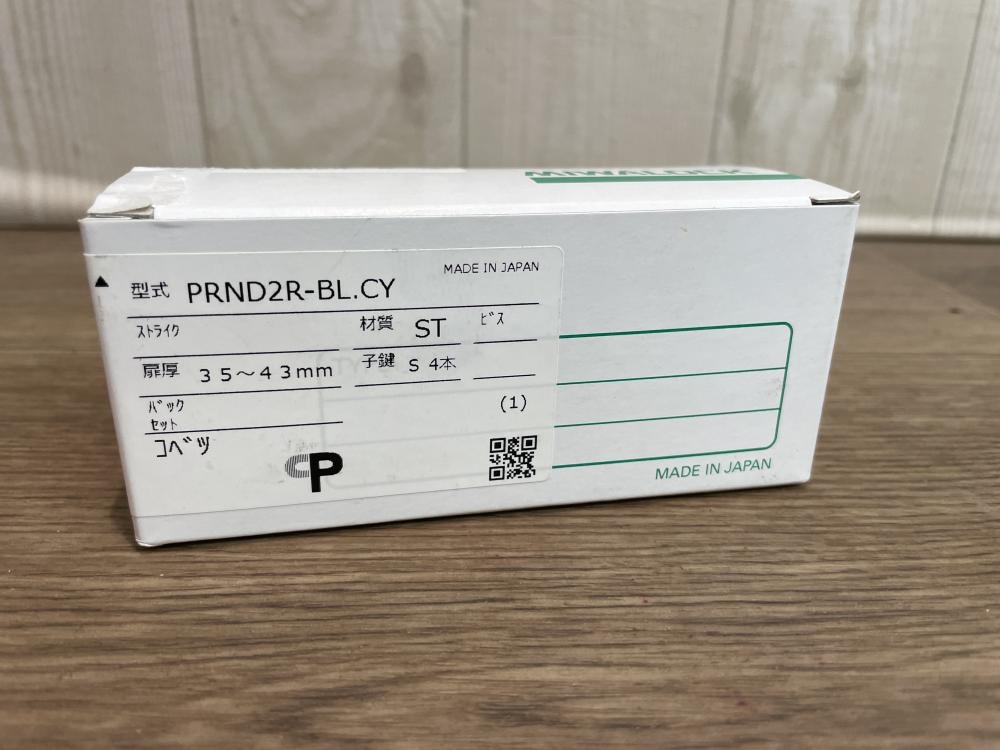 MIWALOCK
MADE IN JAPAN
型式 PRND2R-BL.CY
ｽﾄﾗｲｸ 材質 ST ﾋﾞｽ
扉厚 35～43mm 子鍵 S 4本
ﾊﾞｯｸ
ｾｯﾄ
(1)
ｺﾍﾞﾂ
CP
MADE IN JAPAN